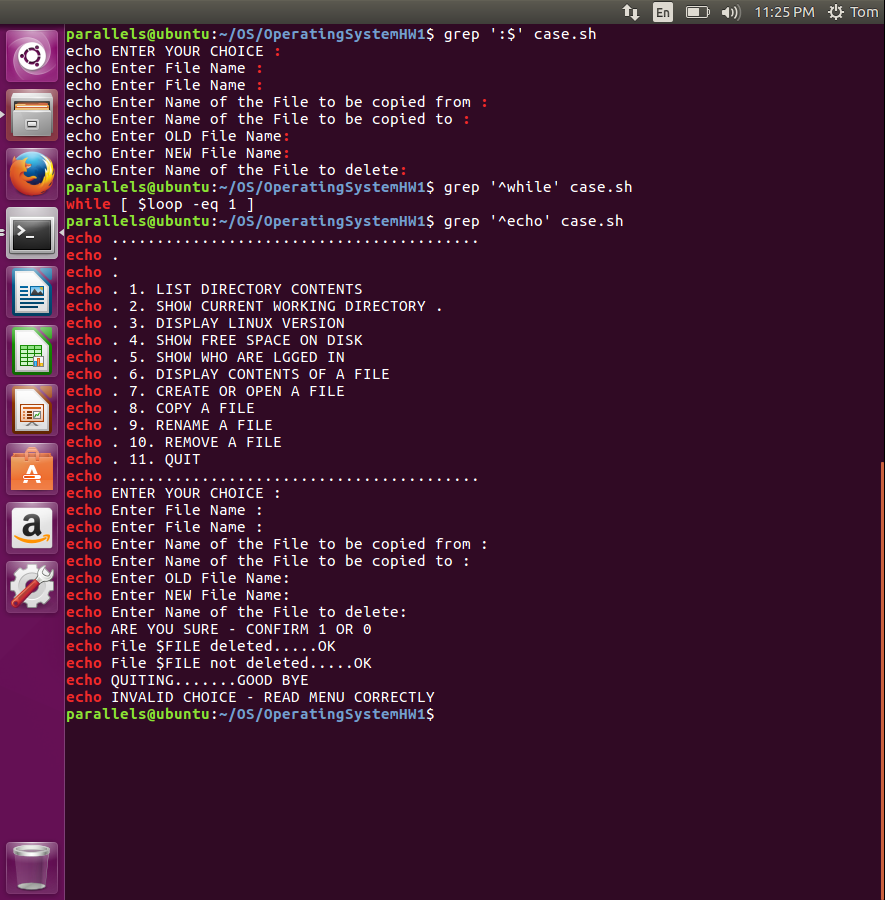 En 11:25 PM Tom
parallels@ubuntu:~/OS/OperatingSystemHW1$ grep ':$' case.sh
echo ENTER YOUR CHOICE :
echo Enter File Name :
echo Enter File Name :
echo Enter Name of the File to be copied from :
echo Enter Name of the File to be copied to :
echo Enter OLD File Name:
echo Enter NEW File Name:
echo Enter Name of the File to delete:
parallels@ubuntu:~/OS/OperatingSystemHW1$ grep '^while' case.sh
while [ $loop -eq 1 ]
parallels@ubuntu:~/OS/OperatingSystemHW1$ grep '^echo' case.sh
echo .........................................
echo .
echo .
echo . 1. LIST DIRECTORY CONTENTS
echo . 2. SHOW CURRENT WORKING DIRECTORY .
echo . 3. DISPLAY LINUX VERSION
echo . 4. SHOW FREE SPACE ON DISK
echo . 5. SHOW WHO ARE LGGED IN
echo . 6. DISPLAY CONTENTS OF A FILE
echo . 7. CREATE OR OPEN A FILE
echo . 8. COPY A FILE
echo . 9. RENAME A FILE
echo . 10. REMOVE A FILE
echo . 11. QUIT
echo .........................................
echo ENTER YOUR CHOICE :
echo Enter File Name :
echo Enter File Name :
echo Enter Name of the File to be copied from :
echo Enter Name of the File to be copied to :
echo Enter OLD File Name:
echo Enter NEW File Name:
echo Enter Name of the File to delete:
echo ARE YOU SURE - CONFIRM 1 OR 0
echo File $FILE deleted.....OK
echo File $FILE not deleted.....OK
echo QUITING.......GOOD BYE
echo INVALID CHOICE - READ MENU CORRECTLY
parallels@ubuntu:~/OS/OperatingSystemHW1$